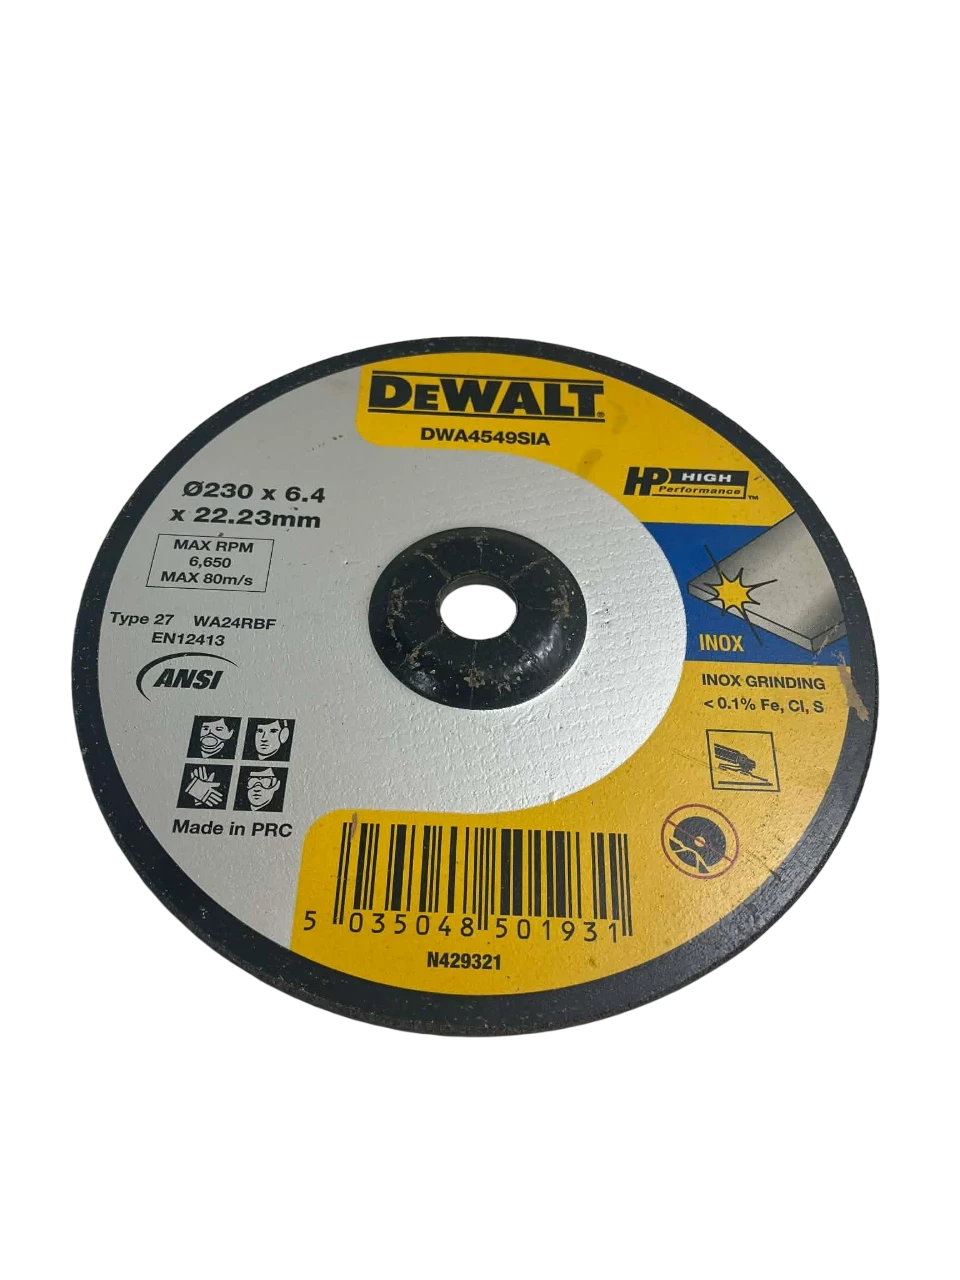 DEWALT®
DWA4549SIA
HP HIGH
Performance™
Ø230 x 6.4
x 22.23mm
MAX RPM
6,650
MAX 80m/s
Type 27 WA24RBF
EN12413
ANSI
INOX
INOX GRINDING
< 0.1% Fe, Cl, S
Made in PRC
5 035048 501931
N429321